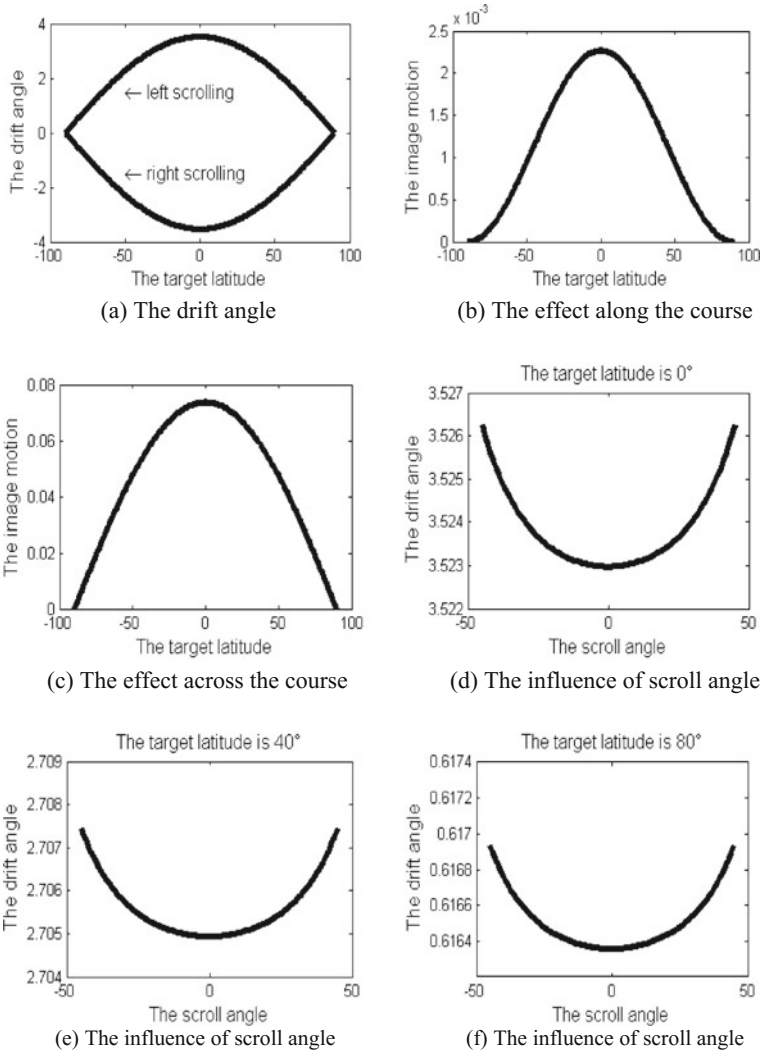 4
2
0
-2
-4
The drift angle
← left scrolling
← right scrolling
-100 -50 0 50 100
The target latitude
(a) The drift angle
x 10⁻³
2.5
2
1.5
1
0.5
0
The image motion
-100 -50 0 50 100
The target latitude
(b) The effect along the course
0.08
0.06
0.04
0.02
0
The image motion
-100 -50 0 50 100
The target latitude
(c) The effect across the course
The target latitude is 0°
3.527
3.526
3.525
3.524
3.523
3.522
The drift angle
-50 0 50
The scroll angle
(d) The influence of scroll angle
The target latitude is 40°
2.709
2.708
2.707
2.706
2.705
2.704
The drift angle
-50 0 50
The scroll angle
(e) The influence of scroll angle
The target latitude is 80°
0.6174
0.6172
0.617
0.6168
0.6166
0.6164
The drift angle
-50 0 50
The scroll angle
(f) The influence of scroll angle